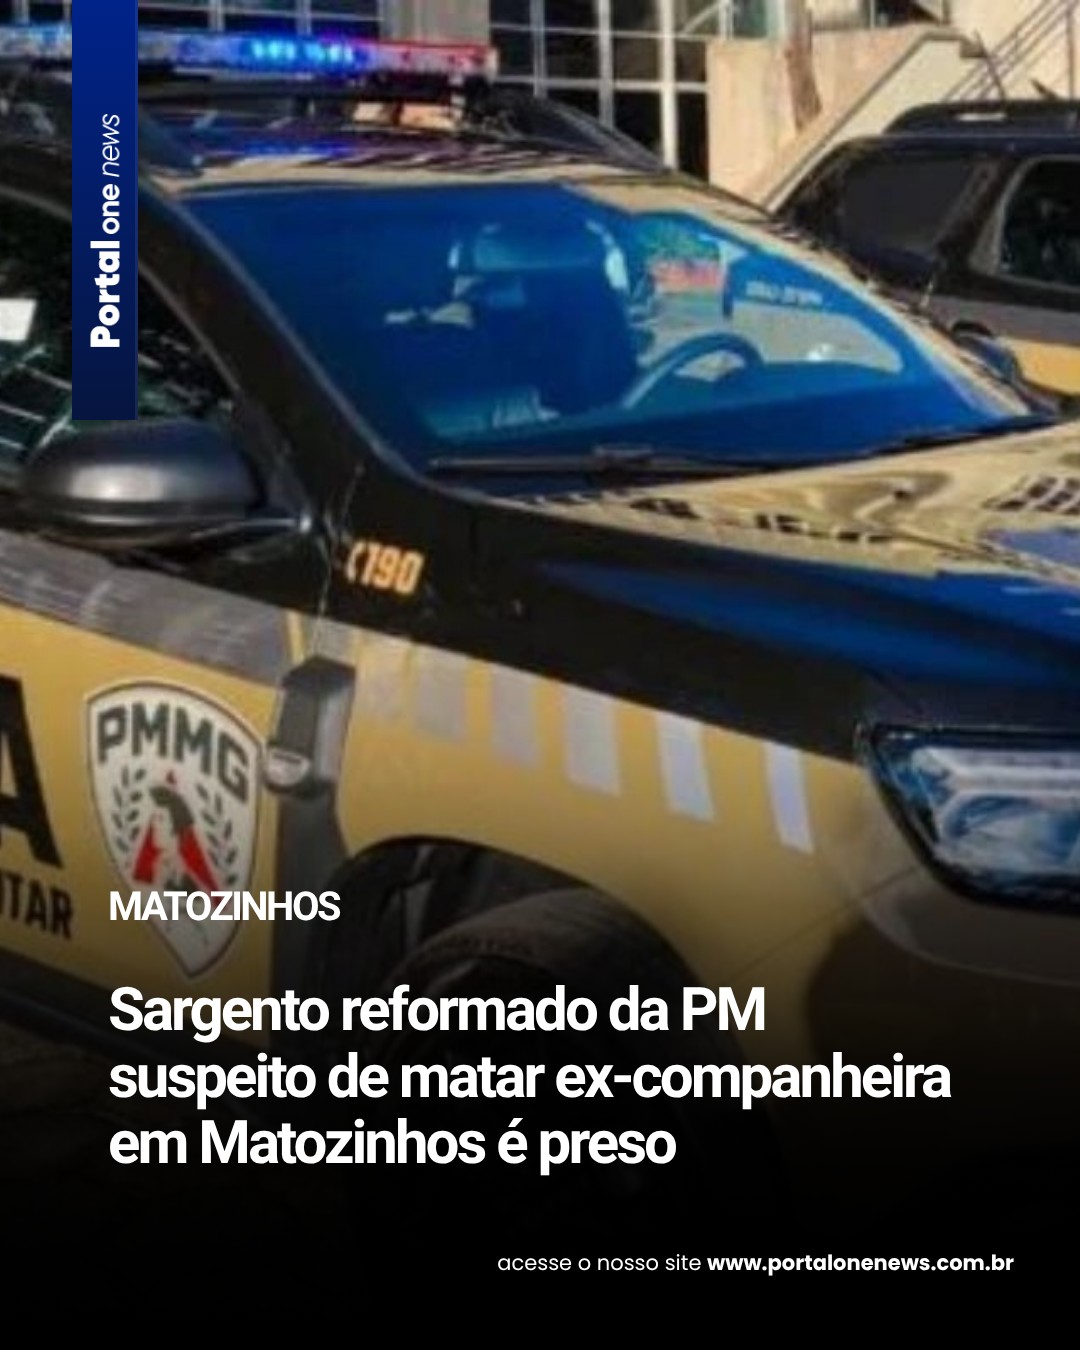 Portal one news
190
PMMG
MATOZINHOS
Sargento reformado da PM
suspeito de matar ex-companheira
em Matozinhos é preso
acesse o nosso site www.portalonenews.com.br